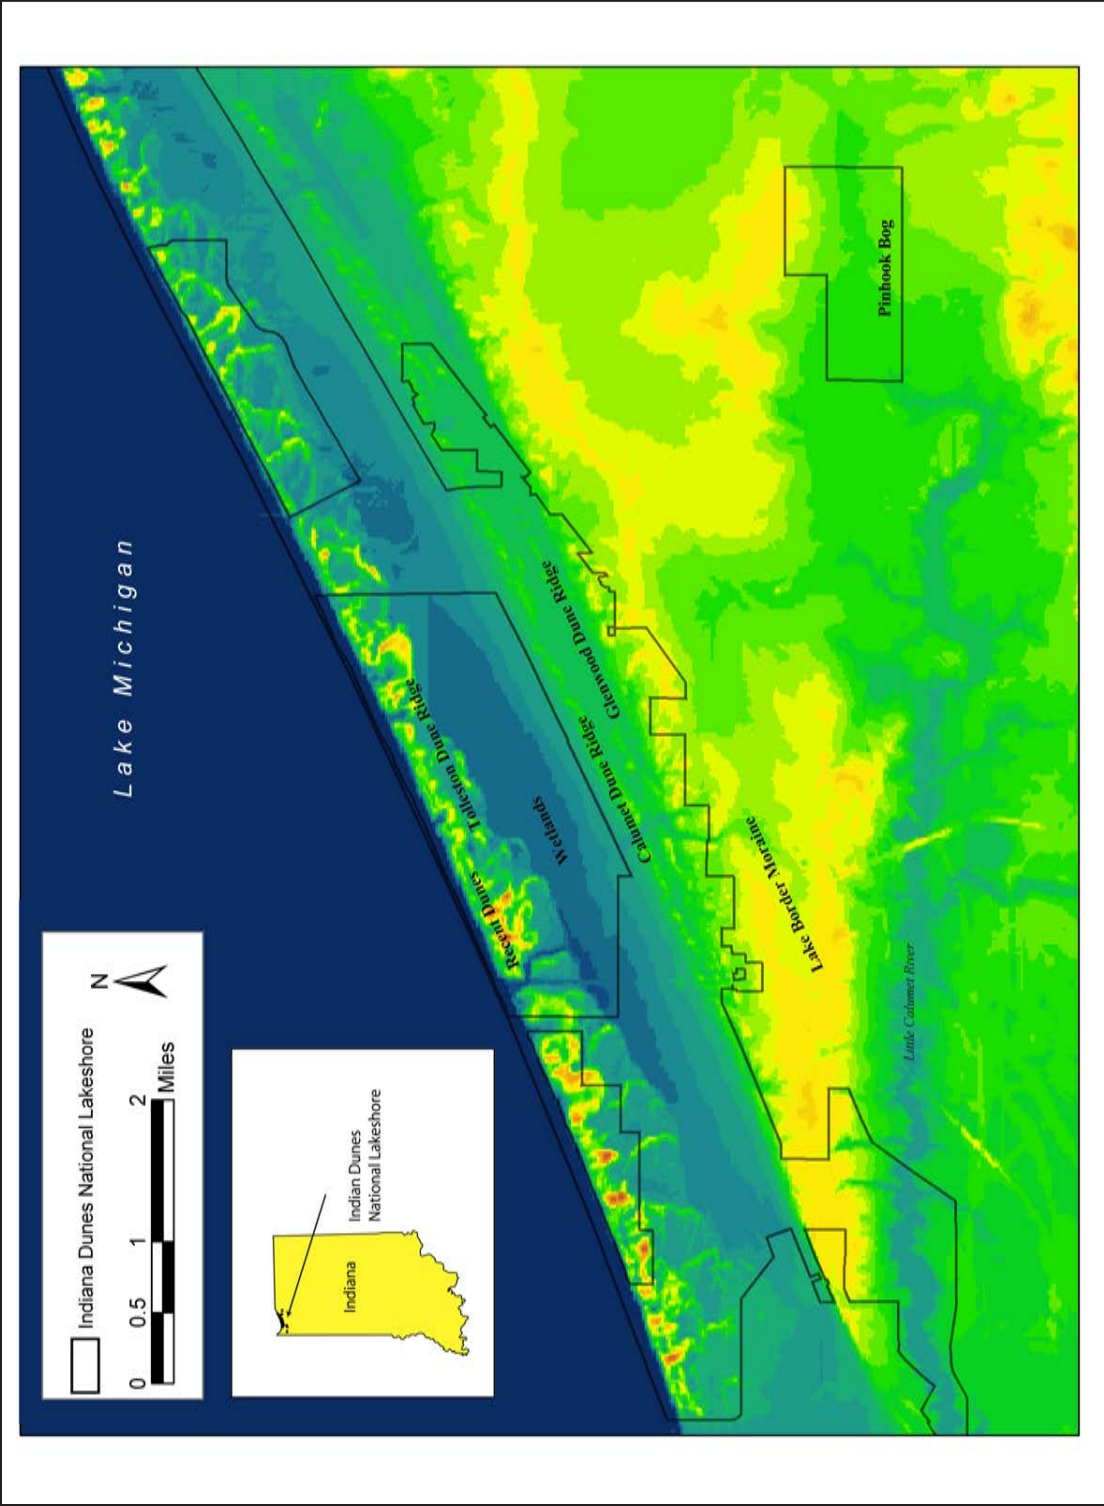 Lake Michigan
Indiana Dunes National Lakeshore
N
0 0.5 1 2
Miles
Indian Dunes
National Lakeshore
Indiana
Recent Dunes
Tolleston Dune Ridge
Wetlands
Calumet Dune Ridge
Glenwood Dune Ridge
Lake Border Moraine
Little Calumet River
Pinhook Bog